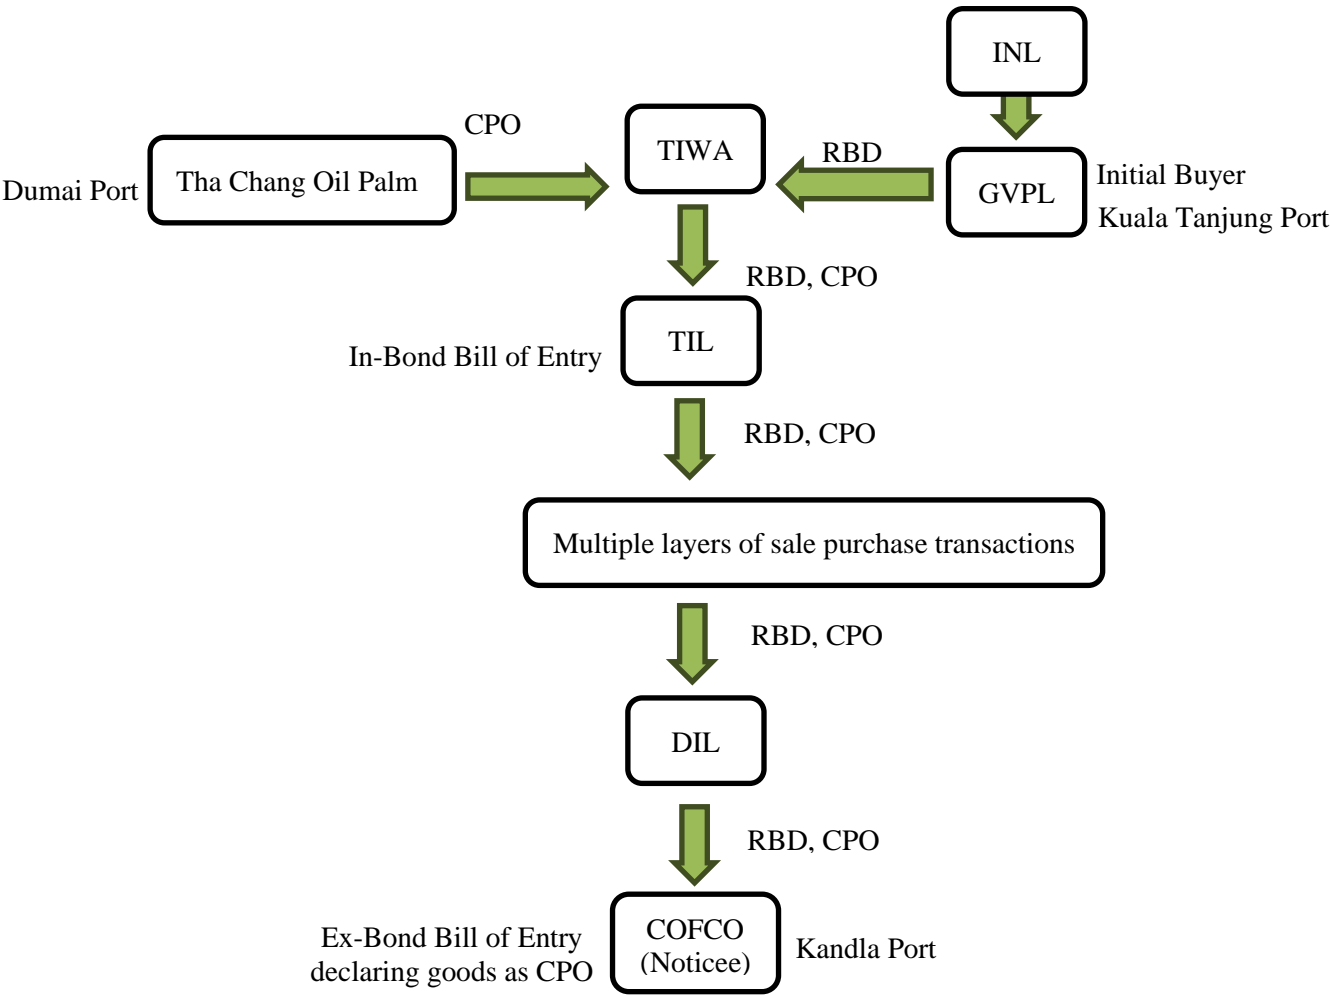 INL
CPO
TIWA
RBD
Tha Chang Oil Palm
Dumai Port
GVPL
Initial Buyer
Kuala Tanjung Port
RBD, CPO
TIL
In-Bond Bill of Entry
RBD, CPO
Multiple layers of sale purchase transactions
RBD, CPO
DIL
RBD, CPO
COFCO
(Noticee)
Ex-Bond Bill of Entry
declaring goods as CPO
Kandla Port